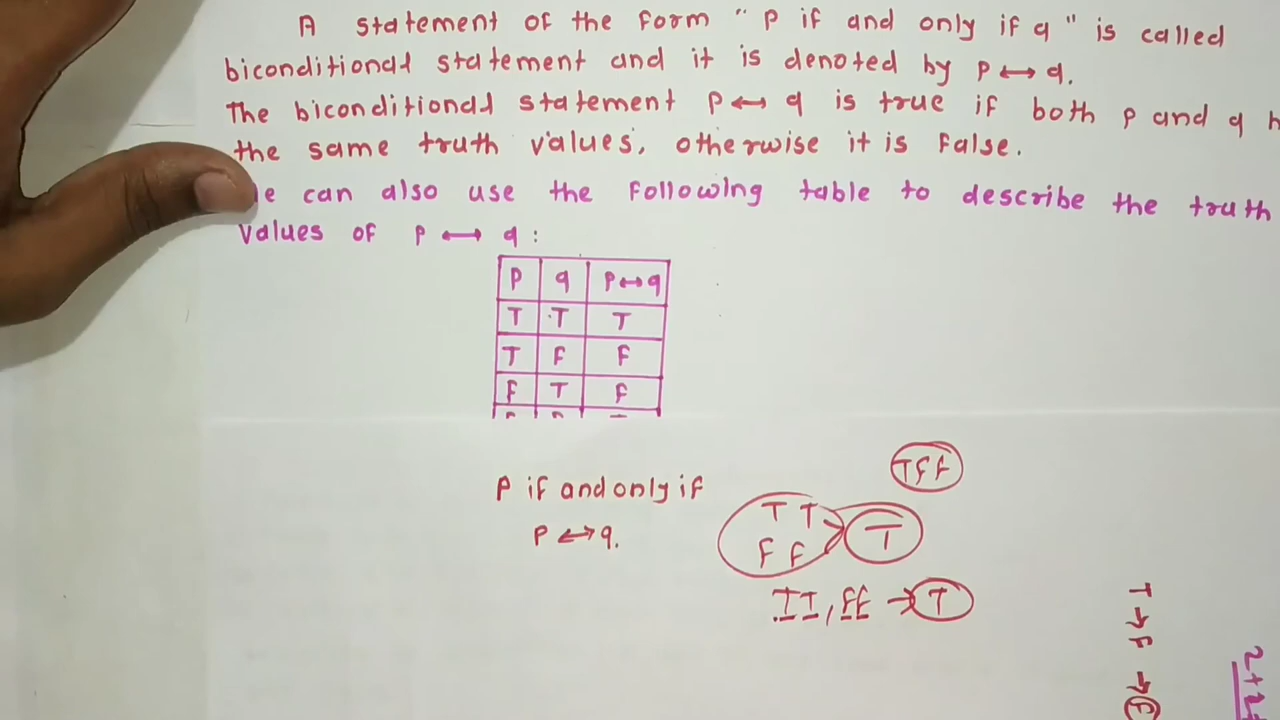 A statement of the form "P if and only if q" is called
biconditional statement and it is denoted by P ↔ q.
The biconditional statement P ↔ q is true if both p and q
the same truth values, otherwise it is False.
can also use the following table to describe the truth
values of P ↔ q :
P q P↔q
T T T
T F F
F T F
P if and only if
P ↔ q.
TFF
T T
F F
T
TT, FF → T
T → F → F
2+2